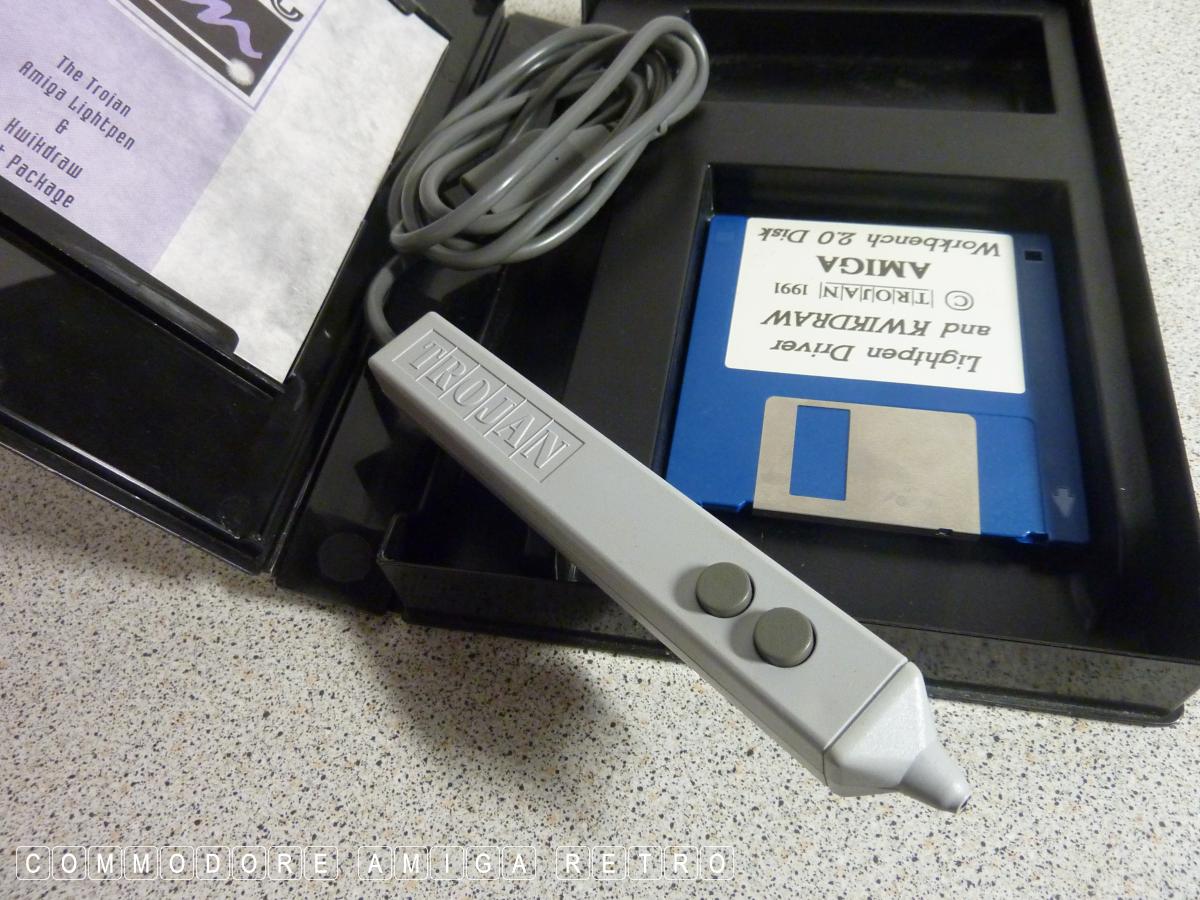 The Trojan
Amiga Lightpen
&
Kwikdraw
Package
TROJAN
Lightpen Driver
and KWIKDRAW
© TROJAN 1991
AMIGA
Workbench 2.0 Disk
COMMODORE AMIGA RETRO